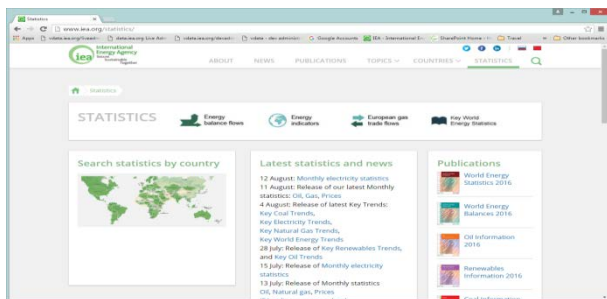 Statistics
www.iea.org/statistics/
Apps
Google Analytics
SharePoint Home
Travel
Other bookmarks
iea International Energy Agency
Secure
Sustainable
Together
ABOUT NEWS PUBLICATIONS TOPICS COUNTRIES STATISTICS
Statistics
STATISTICS
Energy balance flows
Energy indicators
European gas trade flows
Key World Energy Statistics
Search statistics by country
Latest statistics and news
12 August: Monthly electricity statistics
11 August: Release of our latest Monthly
statistics: Oil, Gas, Prices
4 August: Release of latest Key Trends:
Key Coal Trends,
Key Electricity Trends,
Key Natural Gas Trends,
Key World Energy Trends
28 July: Release of Key Renewables Trends,
and Key Oil Trends
15 July: Release of Monthly electricity
statistics
13 July: Release of Monthly statistics
Oil, Natural gas, Prices
Publications
World Energy
Statistics 2016
World Energy
Balances 2016
Oil Information
2016
Renewables
Information 2016